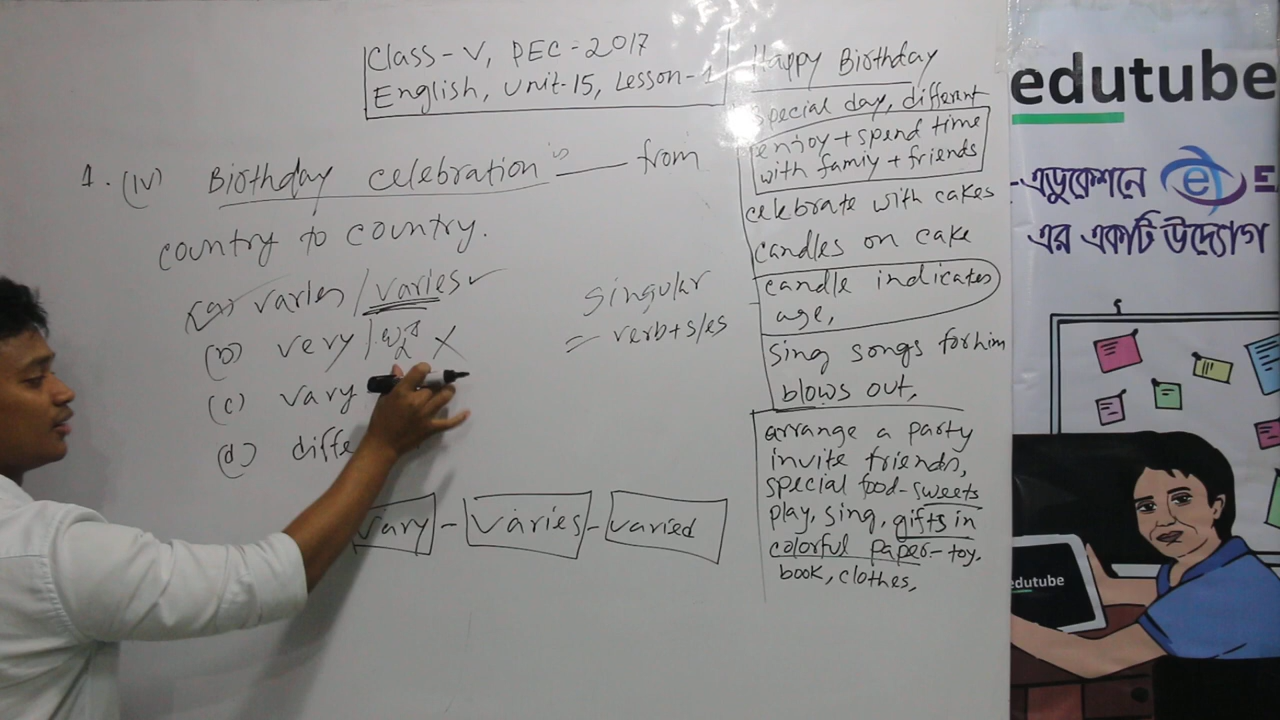 Class-V, PEC-2017
English, Unit-15, Lesson-1
1. (iv) Birthday celebration is ___ from
country to country.
(a) varies / varies ✓
(b) very /
(c) vary
(d) diffe
singular
= verb+s/es
vary - varies - varied
Happy Birthday
special day, different
enjoy + spend time
with famiy + friends
celebrate with cakes
candles on cake
candle indicates
age,
sing songs for him
blows out,
arrange a party
invite friends,
special food-sweets
play, sing, gifts in
colorful paper-toy.
book, clothes,
edutube
-এডুকেশনে e E
এর একটি উদ্যোগ
edutube